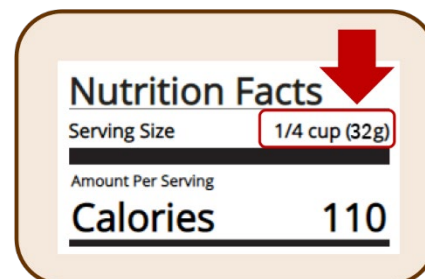 Nutrition Facts
Serving Size 1/4 cup (32g)
Amount Per Serving
Calories 110